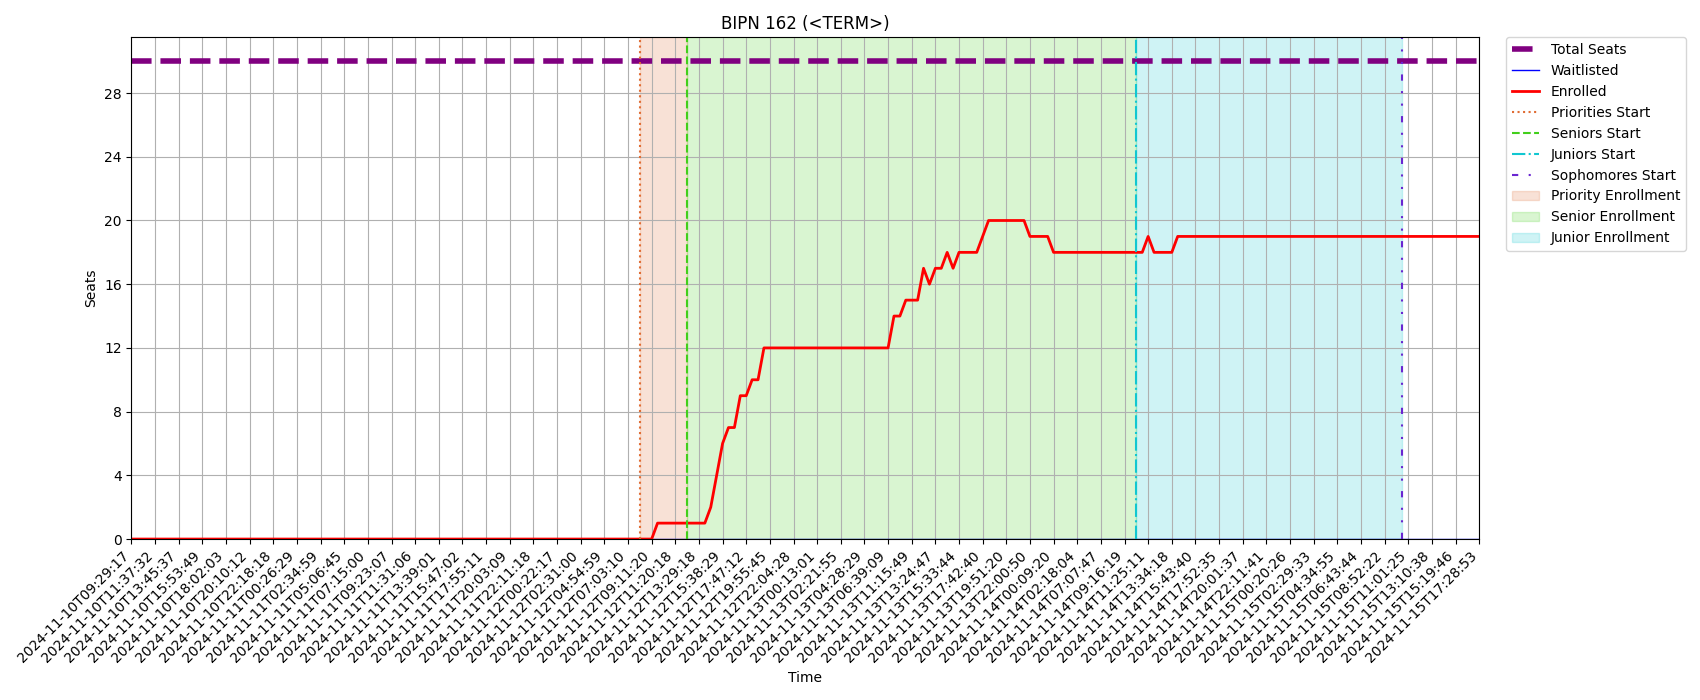 BIPN 162 (<TERM>)
Total Seats
Waitlisted
Enrolled
Priorities Start
Seniors Start
Juniors Start
Sophomores Start
Priority Enrollment
Senior Enrollment
Junior Enrollment
Seats
28
24
20
16
12
8
4
0
2024-11-10T09:29:17
2024-11-10T11:37:32
2024-11-10T13:45:37
2024-11-10T15:53:49
2024-11-10T18:02:03
2024-11-10T20:10:12
2024-11-10T22:18:18
2024-11-11T00:26:29
2024-11-11T02:34:59
2024-11-11T05:06:45
2024-11-11T07:15:00
2024-11-11T09:23:07
2024-11-11T11:31:06
2024-11-11T13:39:01
2024-11-11T15:47:02
2024-11-11T17:55:11
2024-11-11T20:03:09
2024-11-11T22:11:18
2024-11-12T00:22:17
2024-11-12T02:31:00
2024-11-12T04:54:59
2024-11-12T07:03:10
2024-11-12T09:11:20
2024-11-12T11:20:18
2024-11-12T13:29:18
2024-11-12T15:38:29
2024-11-12T17:47:12
2024-11-12T19:55:45
2024-11-12T22:04:28
2024-11-13T00:13:01
2024-11-13T02:21:55
2024-11-13T04:28:29
2024-11-13T06:39:09
2024-11-13T11:15:49
2024-11-13T13:24:47
2024-11-13T15:33:44
2024-11-13T17:42:40
2024-11-13T19:51:20
2024-11-13T22:00:50
2024-11-14T00:09:20
2024-11-14T02:18:04
2024-11-14T07:07:47
2024-11-14T09:16:19
2024-11-14T11:25:11
2024-11-14T13:34:18
2024-11-14T15:43:40
2024-11-14T17:52:35
2024-11-14T20:01:37
2024-11-14T22:11:41
2024-11-15T00:20:26
2024-11-15T02:29:33
2024-11-15T04:34:55
2024-11-15T06:43:44
2024-11-15T08:52:22
2024-11-15T11:01:25
2024-11-15T13:10:38
2024-11-15T15:19:46
2024-11-15T17:28:53
Time